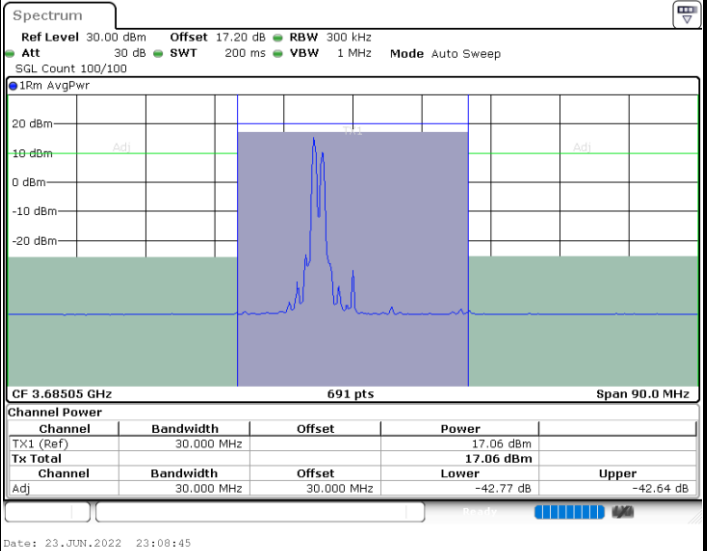 Spectrum
Ref Level 30.00 dBm Offset 17.20 dB RBW 300 kHz
Att 30 dB SWT 200 ms VBW 1 MHz Mode Auto Sweep
SGL Count 100/100
1Rm AvgPwr
20 dBm
TX1
10 dBm Adj Adj
0 dBm
-10 dBm
-20 dBm
CF 3.68505 GHz 691 pts Span 90.0 MHz
Channel Power
Channel Bandwidth Offset Power
TX1 (Ref) 30.000 MHz 17.06 dBm
Tx Total 17.06 dBm
Channel Bandwidth Offset Lower Upper
Adj 30.000 MHz 30.000 MHz -42.77 dB -42.64 dB
Ready
Date: 23.JUN.2022 23:08:45